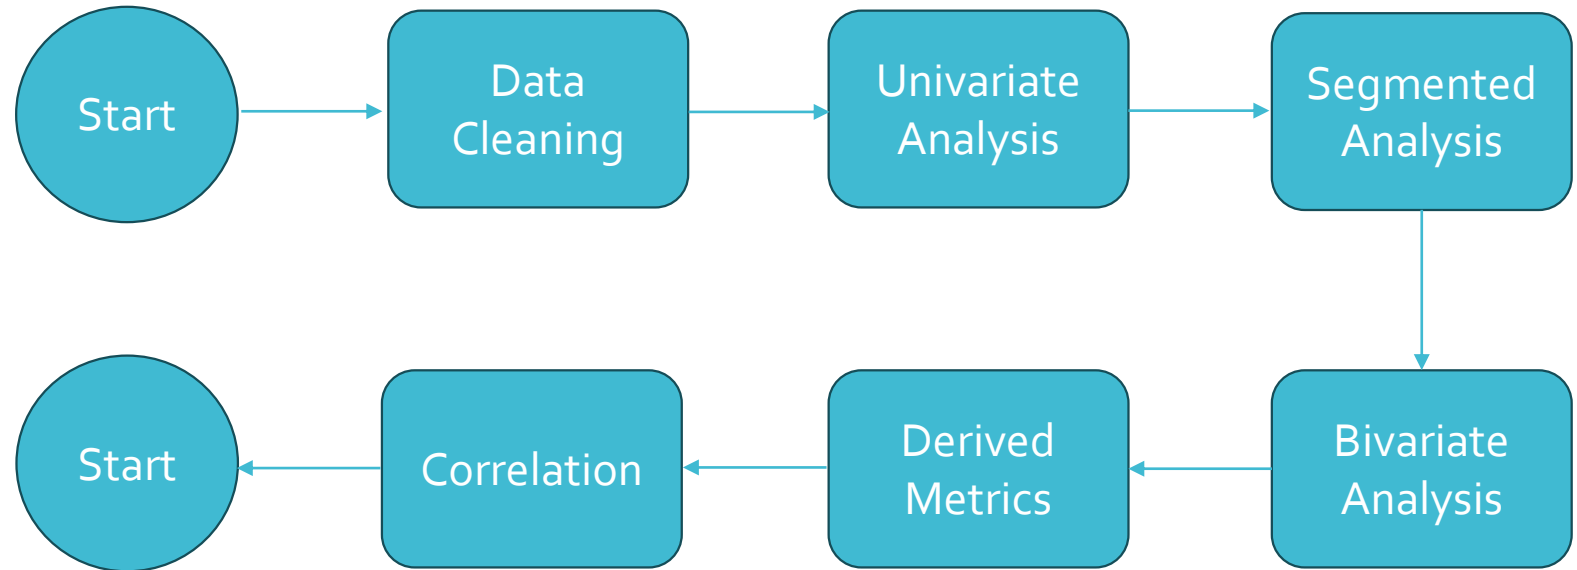 Start
Data
Cleaning
Univariate
Analysis
Segmented
Analysis
Start
Correlation
Derived
Metrics
Bivariate
Analysis